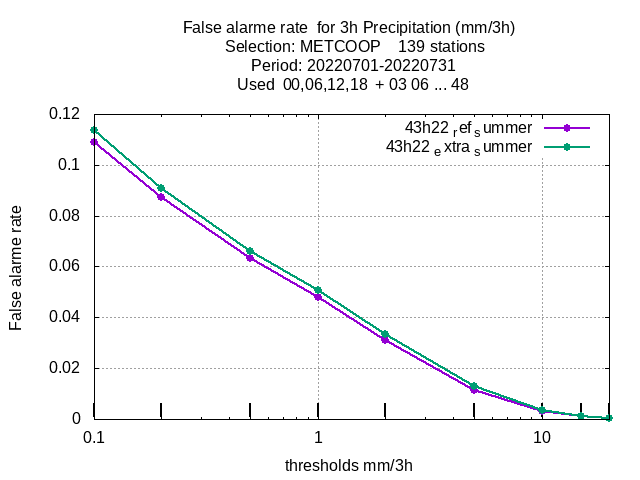 False alarme rate  for 3h Precipitation (mm/3h)
Selection: METCOOP    139 stations
Period: 20220701-20220731
Used  00,06,12,18  + 03 06 ... 48
0.12
0.1
0.08
0.06
0.04
0.02
0
False alarme rate
43h22 ref summer
43h22 extra summer
0.1
1
10
thresholds mm/3h